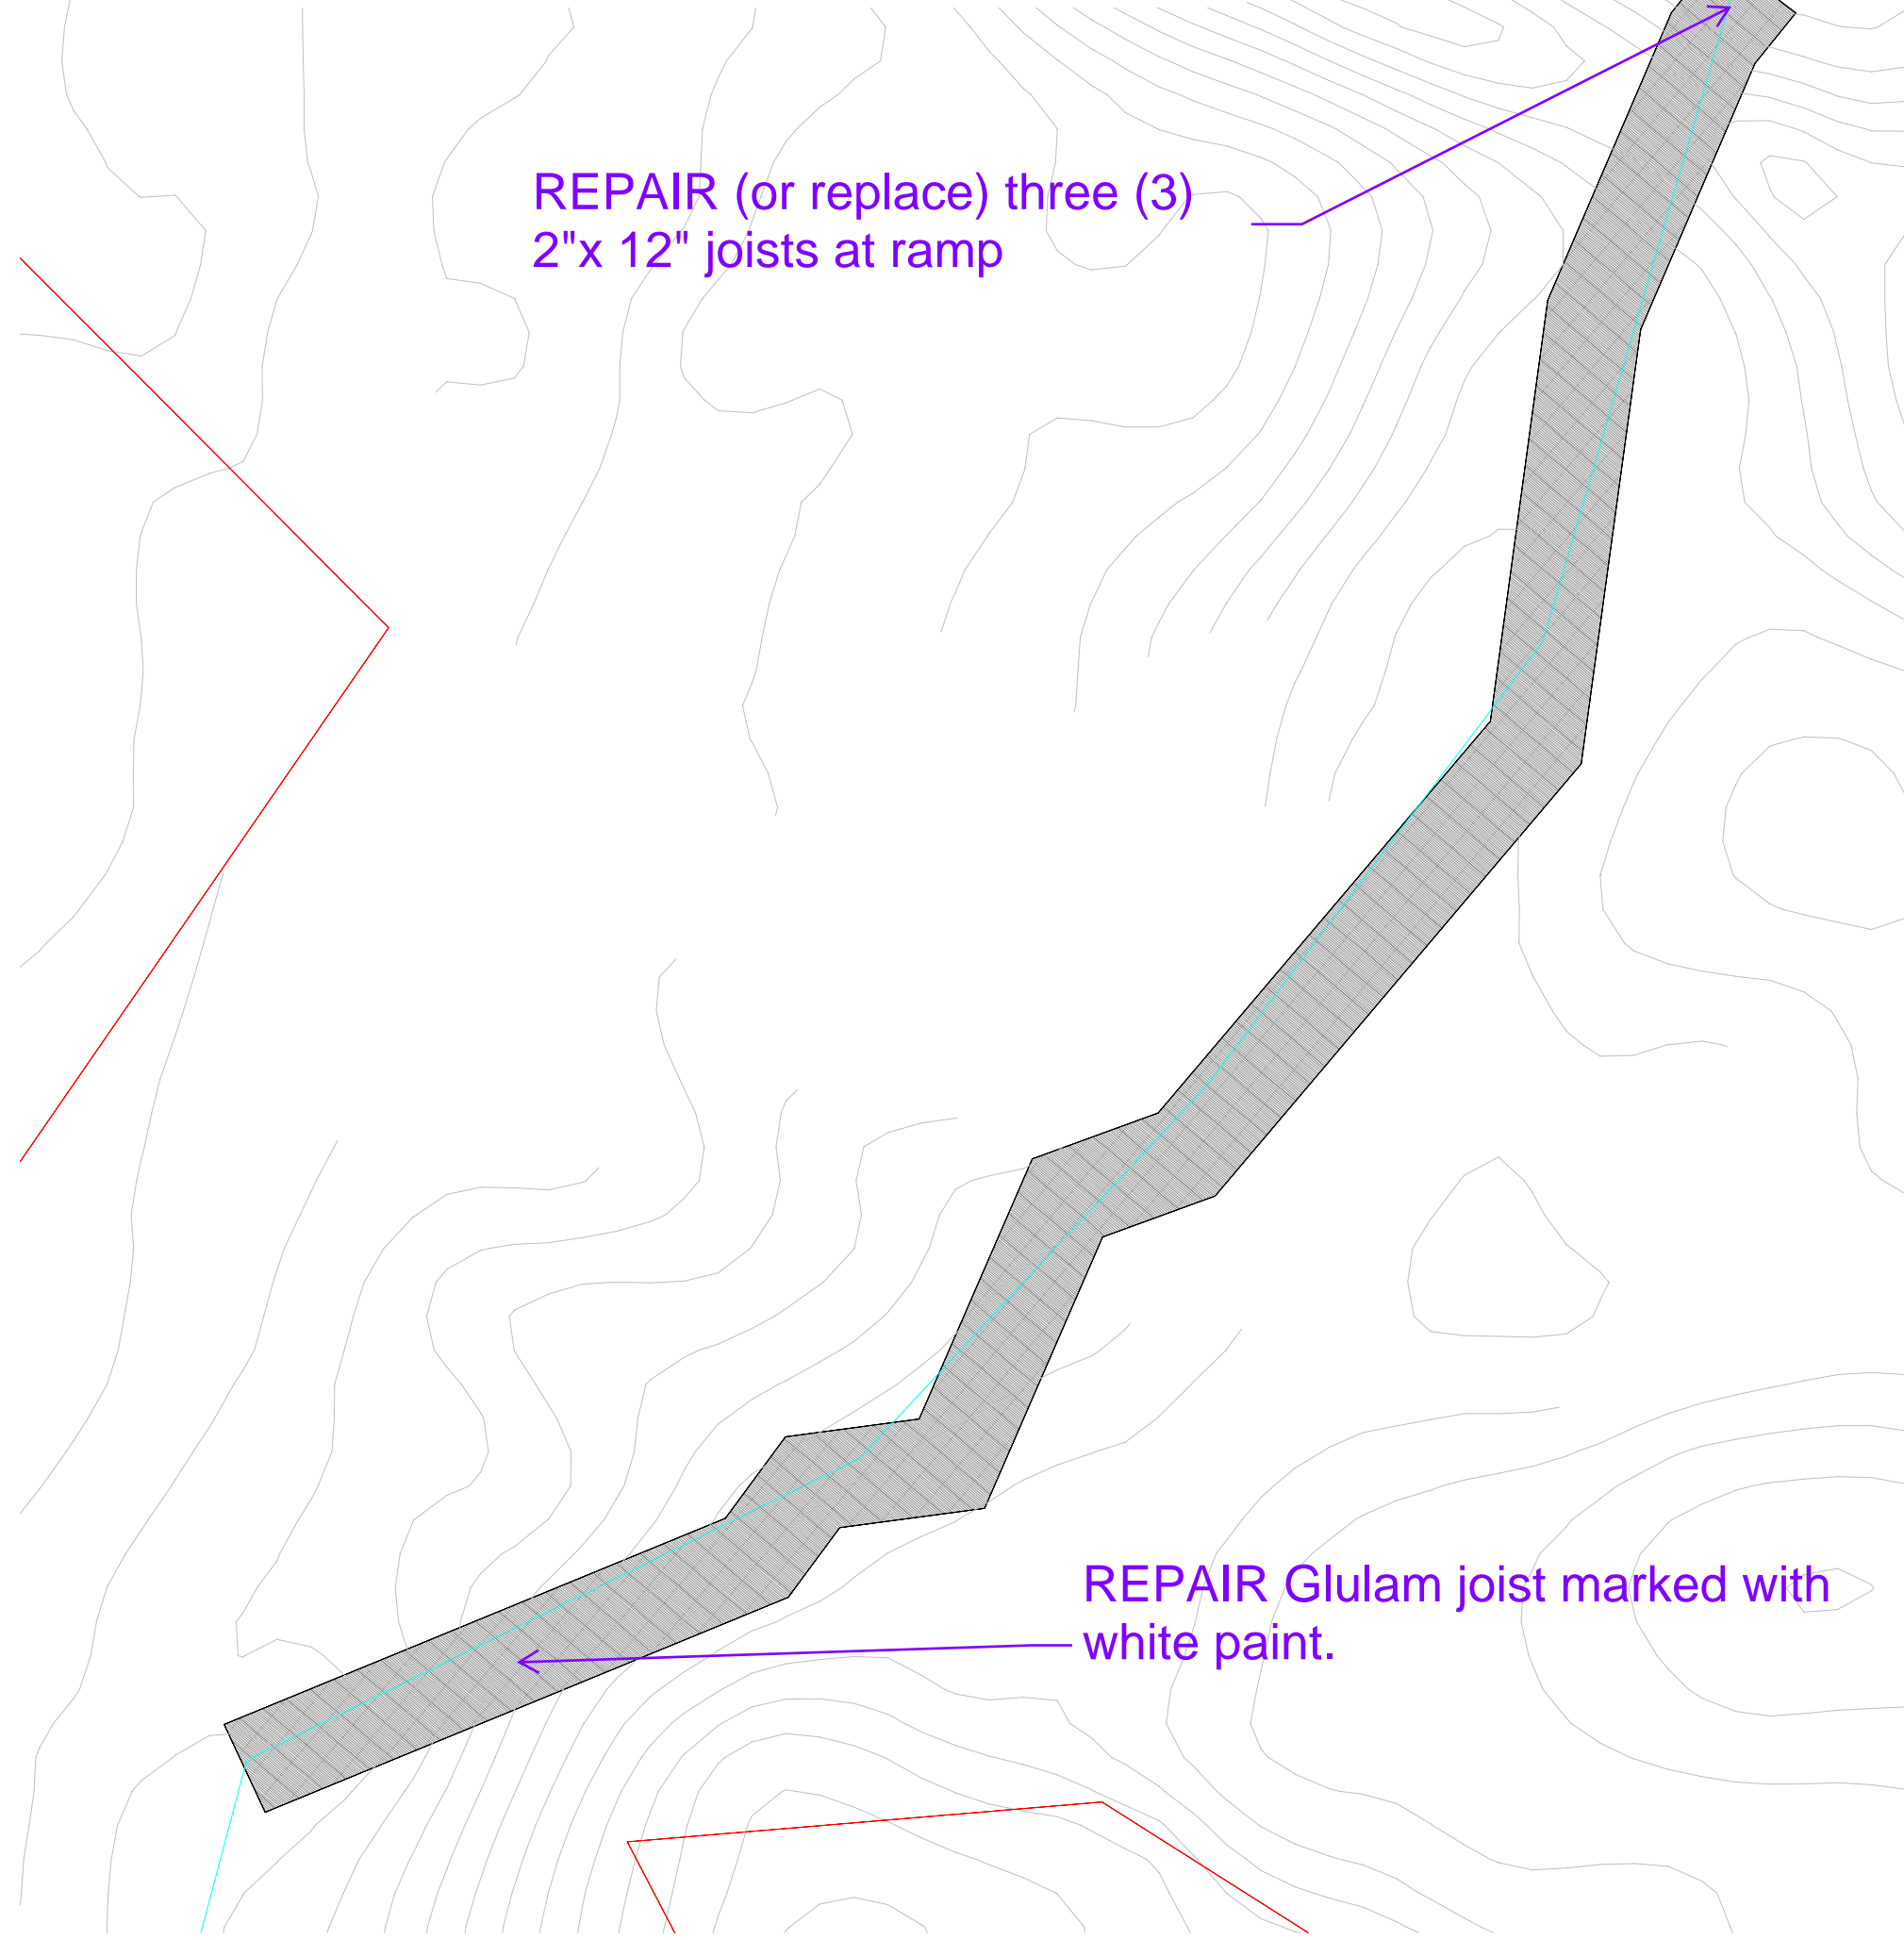 REPAIR (or replace) three (3)
2"x 12" joists at ramp
REPAIR Glulam joist marked with
white paint.